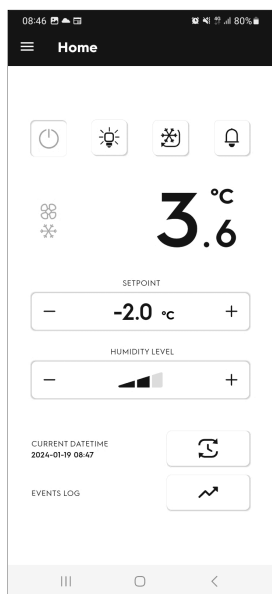 08:46 80%
Home
°C
3.6
SETPOINT
− -2.0 °C +
HUMIDITY LEVEL
− +
CURRENT DATETIME
2024-01-19 08:47
EVENTS LOG